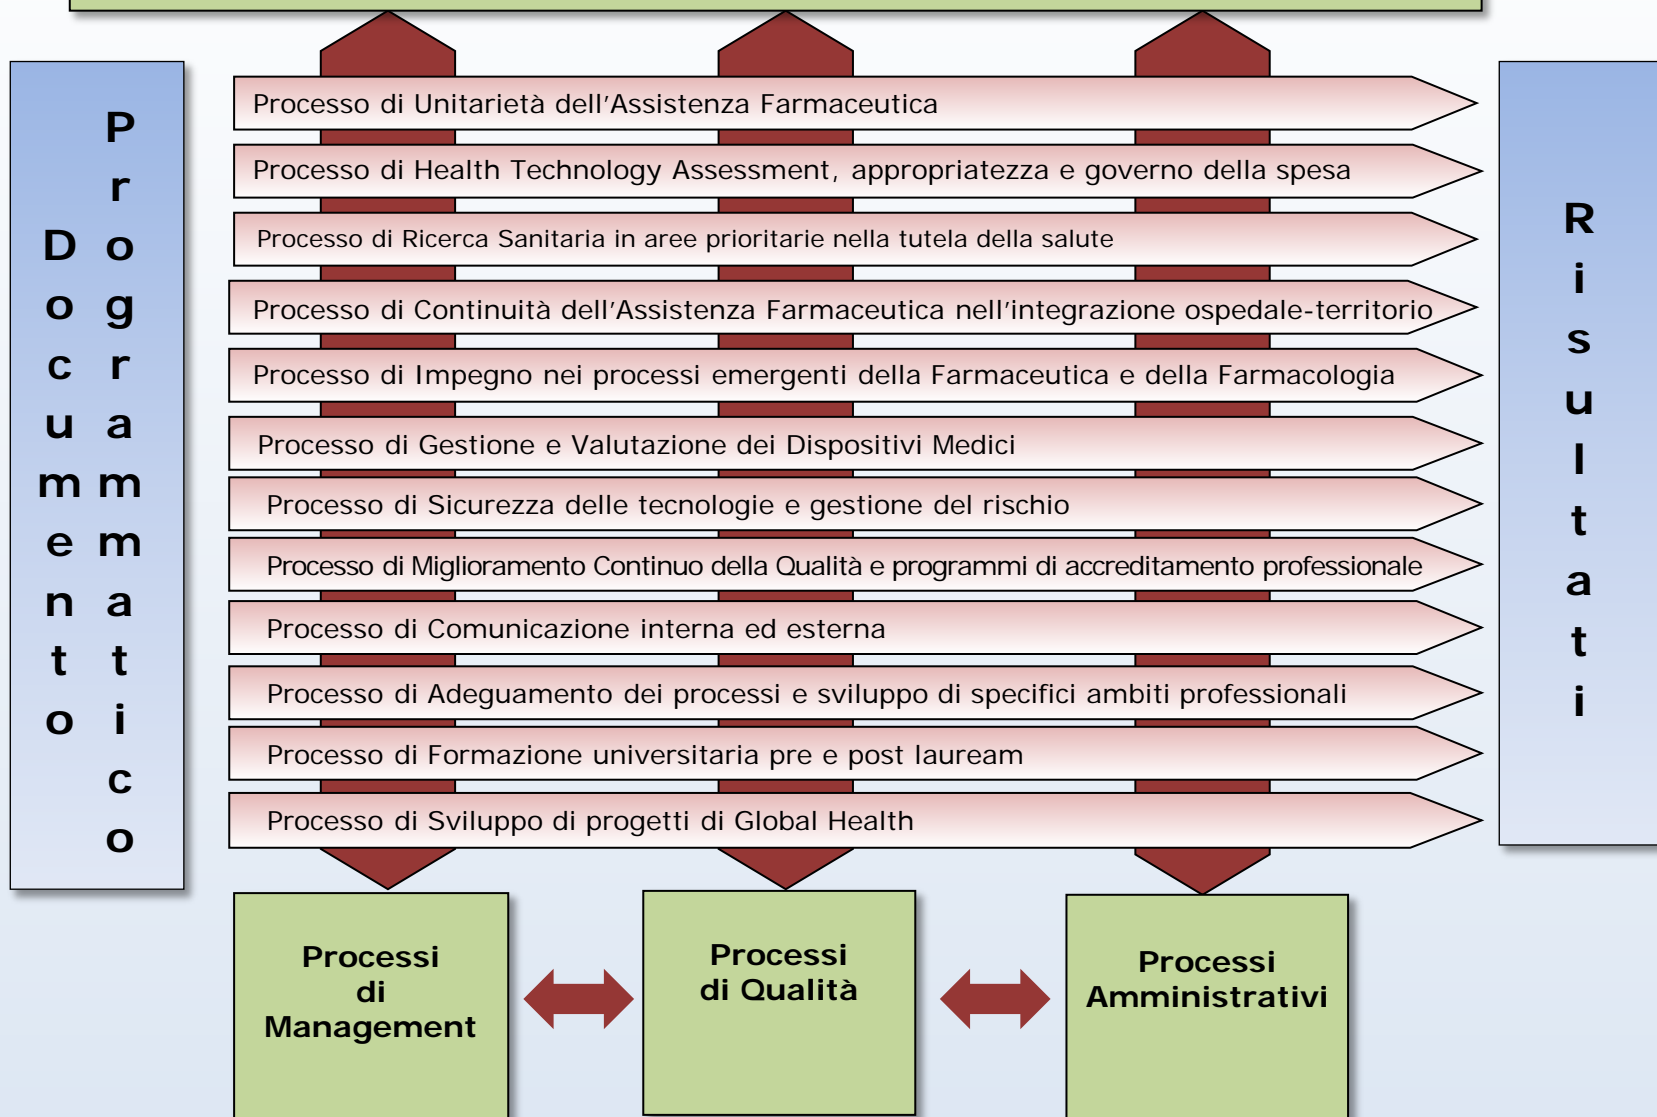 Documento
Programmatico
Processo di Unitarietà dell'Assistenza Farmaceutica
Processo di Health Technology Assessment, appropriatezza e governo della spesa
Processo di Ricerca Sanitaria in aree prioritarie nella tutela della salute
Processo di Continuità dell'Assistenza Farmaceutica nell'integrazione ospedale-territorio
Processo di Impegno nei processi emergenti della Farmaceutica e della Farmacologia
Processo di Gestione e Valutazione dei Dispositivi Medici
Processo di Sicurezza delle tecnologie e gestione del rischio
Processo di Miglioramento Continuo della Qualità e programmi di accreditamento professionale
Processo di Comunicazione interna ed esterna
Processo di Adeguamento dei processi e sviluppo di specifici ambiti professionali
Processo di Formazione universitaria pre e post lauream
Processo di Sviluppo di progetti di Global Health
Risultati
Processi
di
Management
Processi
di Qualità
Processi
Amministrativi